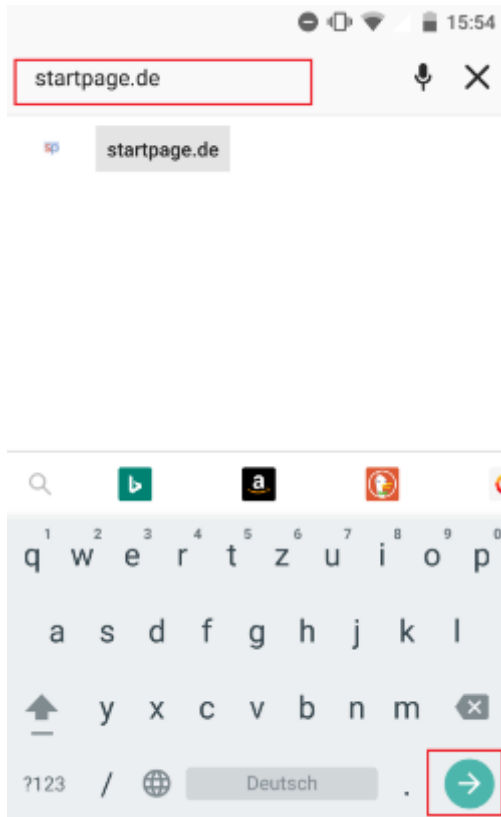 15:54
startpage.de
sp startpage.de
a
1 2 3 4 5 6 7 8 9 0
q w e r t z u i o p
a s d f g h j k l
y x c v b n m
?123 / Deutsch .